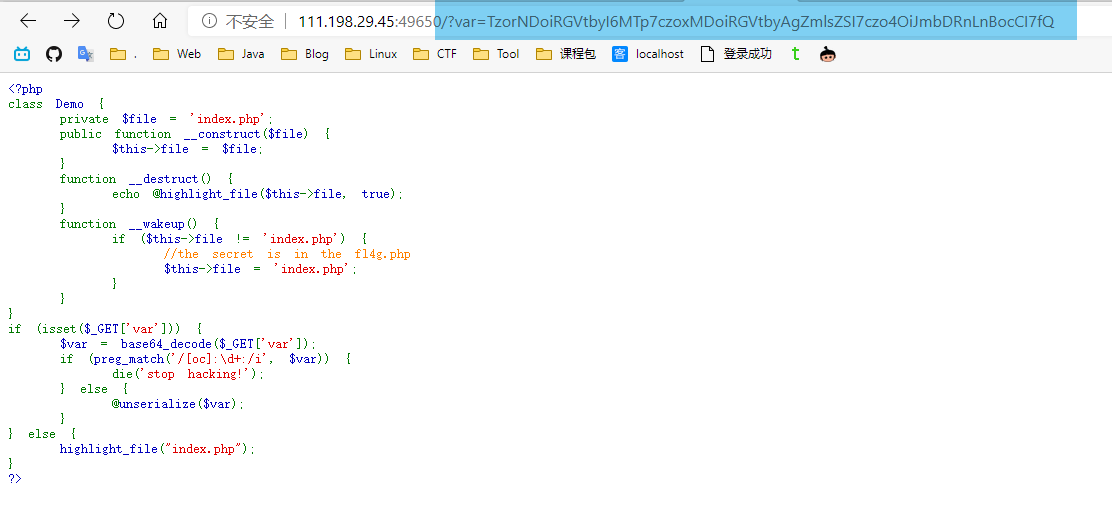 不安全 | 111.198.29.45:49650/?var=TzorNDoiRGVtbyI6MTp7czoxMDoiRGVtbyAgZmlsZSI7czo4OiJmbDRnLnBocCI7fQ
. Web Java Blog Linux CTF Tool 课程包 客 localhost 登录成功 t
<?php
class Demo {
private $file = 'index.php';
public function __construct($file) {
$this->file = $file;
}
function __destruct() {
echo @highlight_file($this->file, true);
}
function __wakeup() {
if ($this->file != 'index.php') {
//the secret is in the fl4g.php
$this->file = 'index.php';
}
}
}
if (isset($_GET['var'])) {
$var = base64_decode($_GET['var']);
if (preg_match('/[oc]:\d+:/i', $var)) {
die('stop hacking!');
} else {
@unserialize($var);
}
} else {
highlight_file("index.php");
}
?>